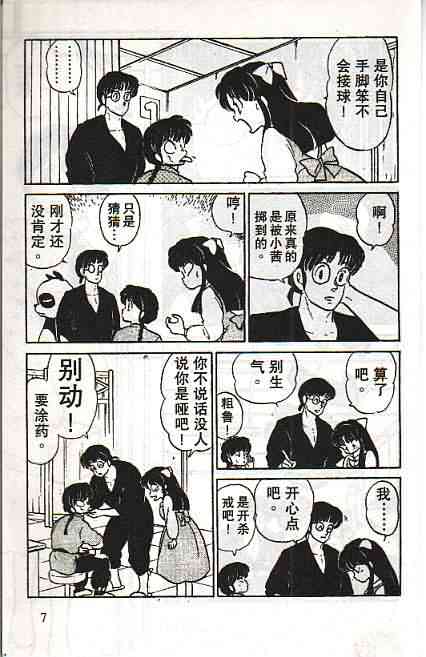 是你自己
手脚笨不
会接球！
…………
啊！
原来真的
是被小茜
掷到的。
哼！
只是
猜猜…
刚才还
没肯定。
算了
吧。
别生
气。
粗鲁！
你不说话没人
说你是哑吧！
别动！
要涂药。
我……
开心点
吧。
是开杀
戒吧！
7